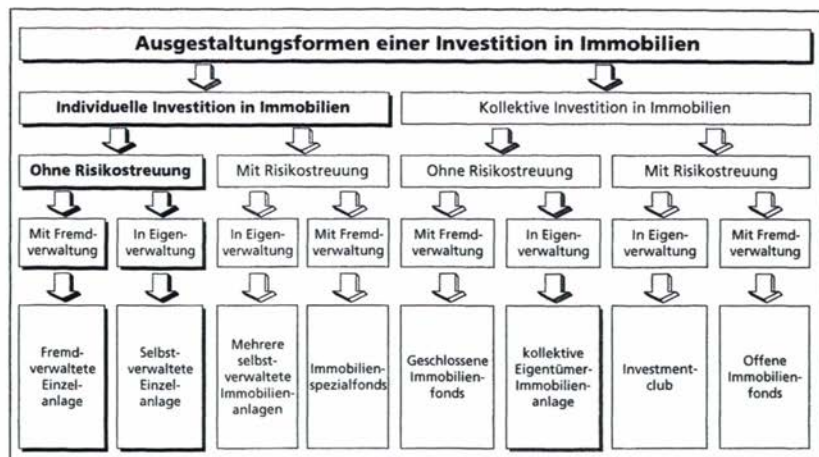 Ausgestaltungsformen einer Investition in Immobilien
Individuelle Investition in Immobilien
Kollektive Investition in Immobilien
Ohne Risikostreuung
Mit Risikostreuung
Ohne Risikostreuung
Mit Risikostreuung
Mit Fremd-
verwaltung
In Eigen-
verwaltung
In Eigen-
verwaltung
Mit Fremd-
verwaltung
Mit Fremd-
verwaltung
In Eigen-
verwaltung
In Eigen-
verwaltung
Mit Fremd-
verwaltung
Fremd-
verwaltete
Einzel-
anlage
Selbst-
verwaltete
Einzel-
anlage
Mehrere
selbst-
verwaltete
Immobilien-
anlagen
Immobilien-
spezialfonds
Geschlossene
Immobilien-
fonds
kollektive
Eigentümer-
Immobilien-
anlage
Investment-
club
Offene
Immobilien-
fonds